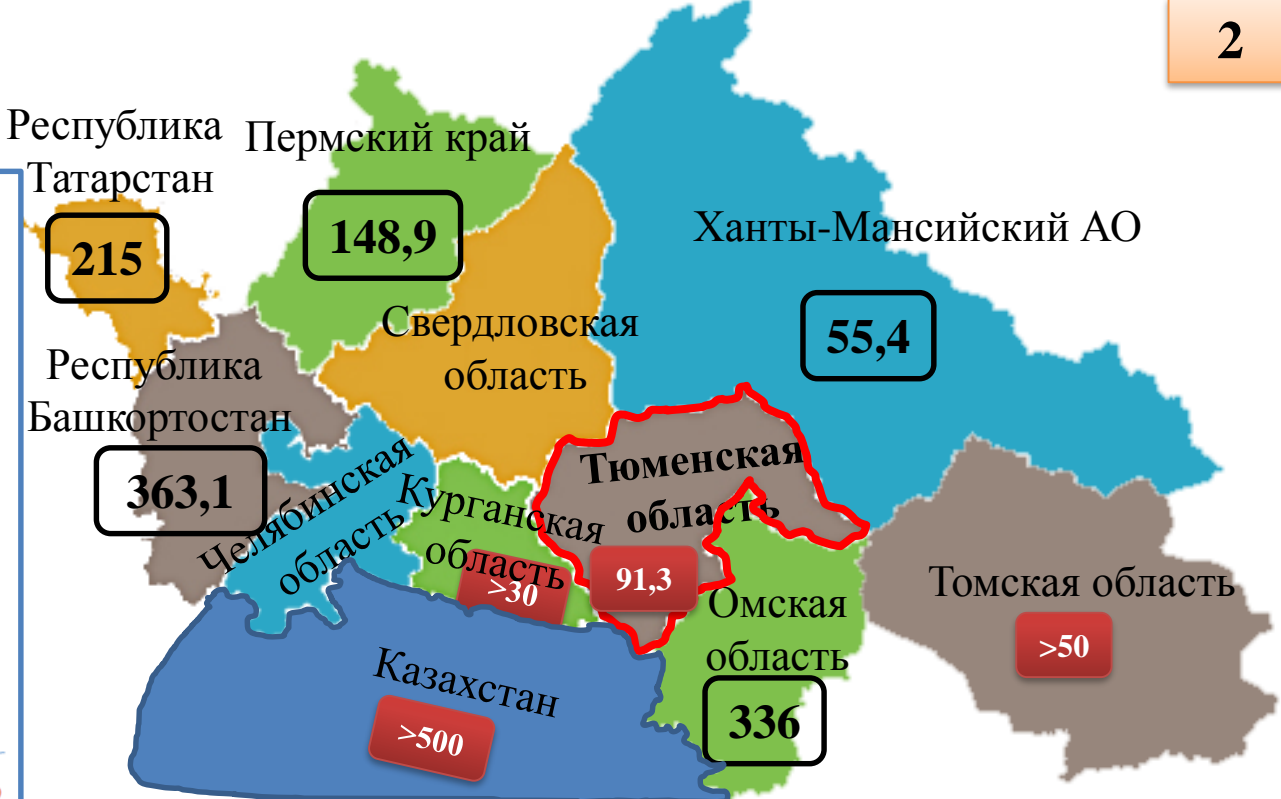 2
Республика
Татарстан
215
Пермский край
148,9
Ханты-Мансийский АО
55,4
Свердловская
область
Республика
Башкортостан
363,1
Челябинская
область
Курганская
область
>30
Тюменская
область
91,3
Омская
область
336
Томская область
>50
Казахстан
>500